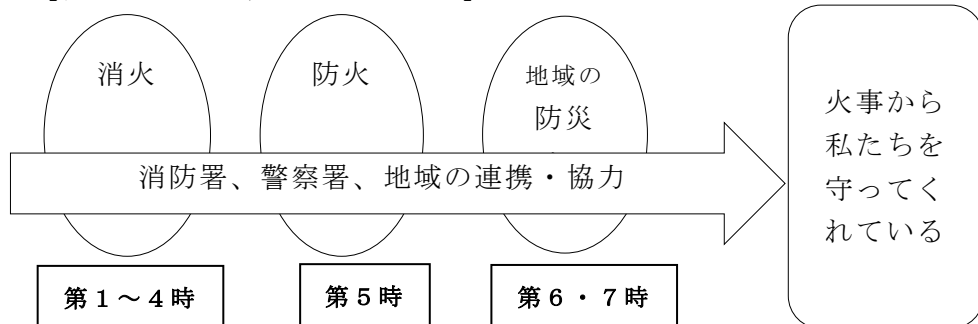 消火
防火
地域の
防災
消防署、警察署、地域の連携・協力
火事から
私たちを
守ってく
れている
第１～４時
第５時
第６・７時